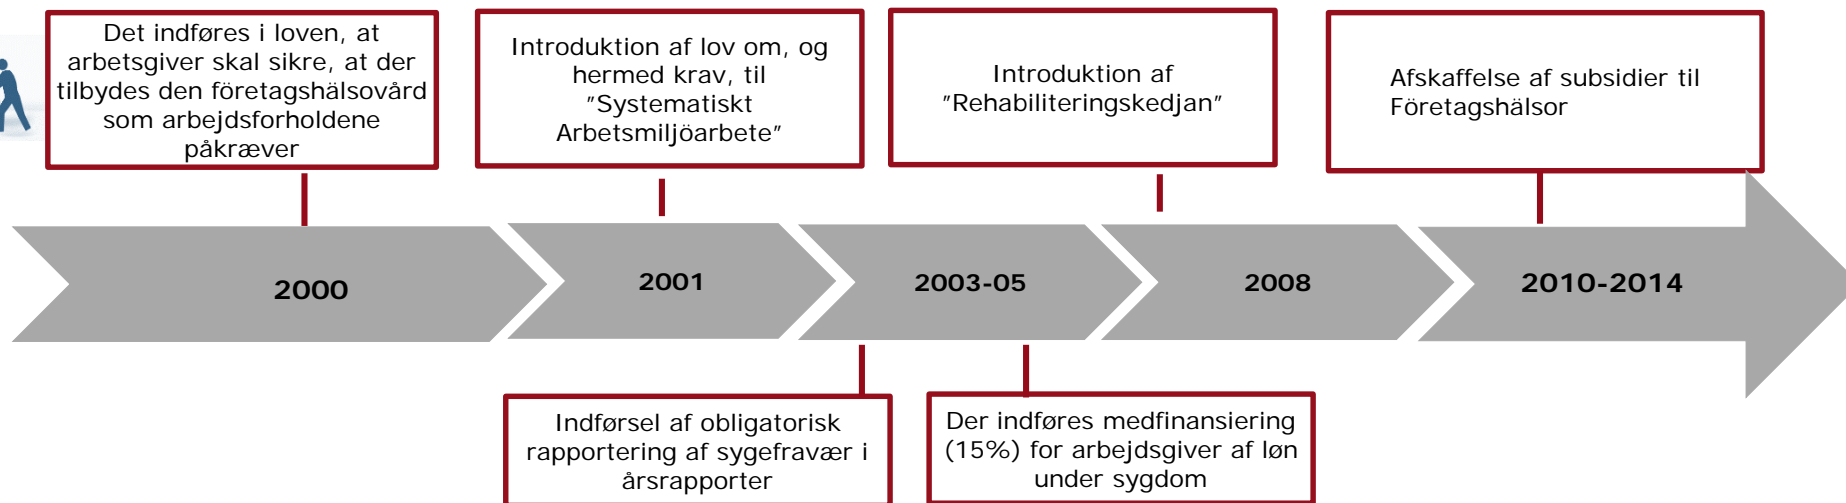 Det indføres i loven, at
arbetsgiver skal sikre, at der
tilbydes den företagshälsovård
som arbejdsforholdene
påkræver
Introduktion af lov om, og
hermed krav, til
”Systematiskt
Arbetsmiljöarbete”
Introduktion af
”Rehabiliteringskedjan”
Afskaffelse af subsidier til
Företagshälsor
2000
2001
2003-05
2008
2010-2014
Indførsel af obligatorisk
rapportering af sygefravær i
årsrapporter
Der indføres medfinansiering
(15%) for arbejdsgiver af løn
under sygdom